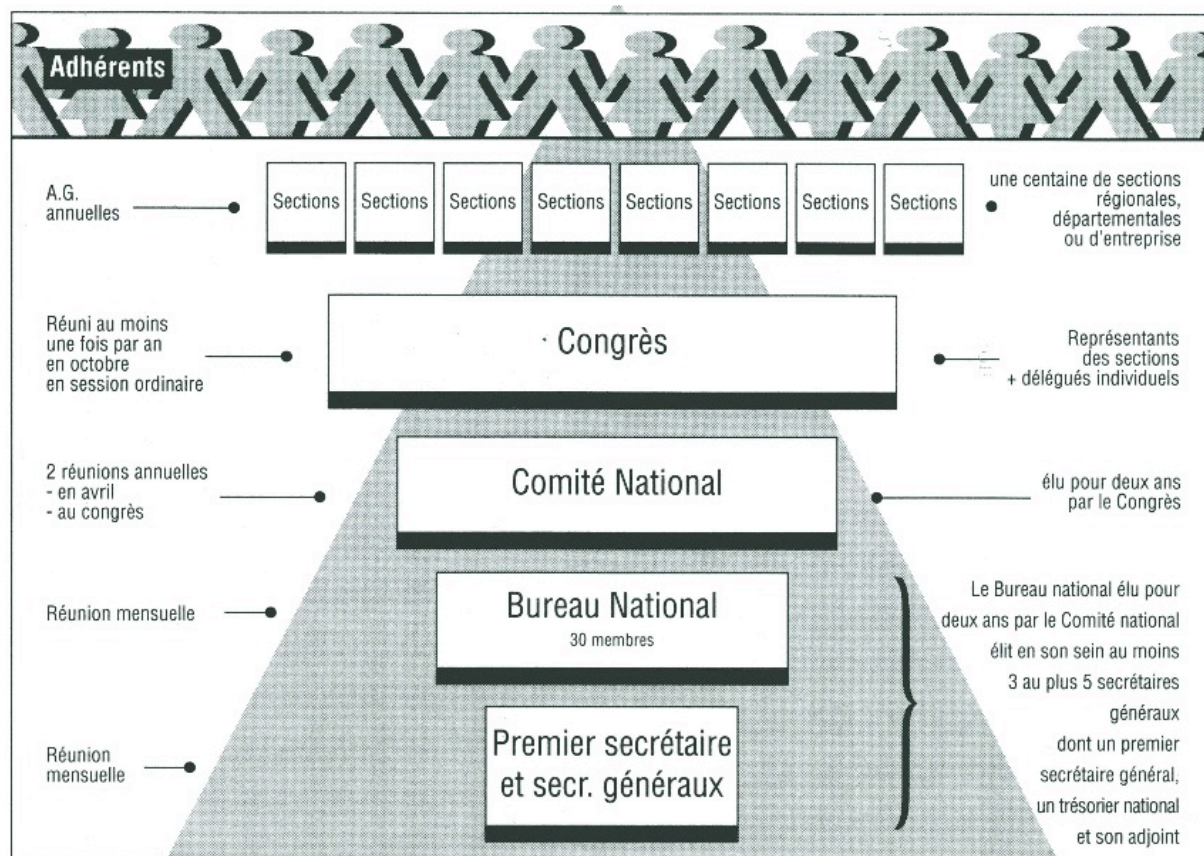 Adhérents
A.G.
annuelles
Sections Sections Sections Sections Sections Sections Sections Sections
une centaine de sections
régionales,
départementales
ou d'entreprise
Réuni au moins
une fois par an
en octobre
en session ordinaire
Congrès
Représentants
des sections
+ délégués individuels
2 réunions annuelles
- en avril
- au congrès
Comité National
élu pour deux ans
par le Congrès
Réunion mensuelle
Bureau National
30 membres
Le Bureau national élu pour
deux ans par le Comité national
élit en son sein au moins
3 au plus 5 secrétaires
généraux
dont un premier
secrétaire général,
un trésorier national
et son adjoint
Réunion
mensuelle
Premier secrétaire
et secr. généraux